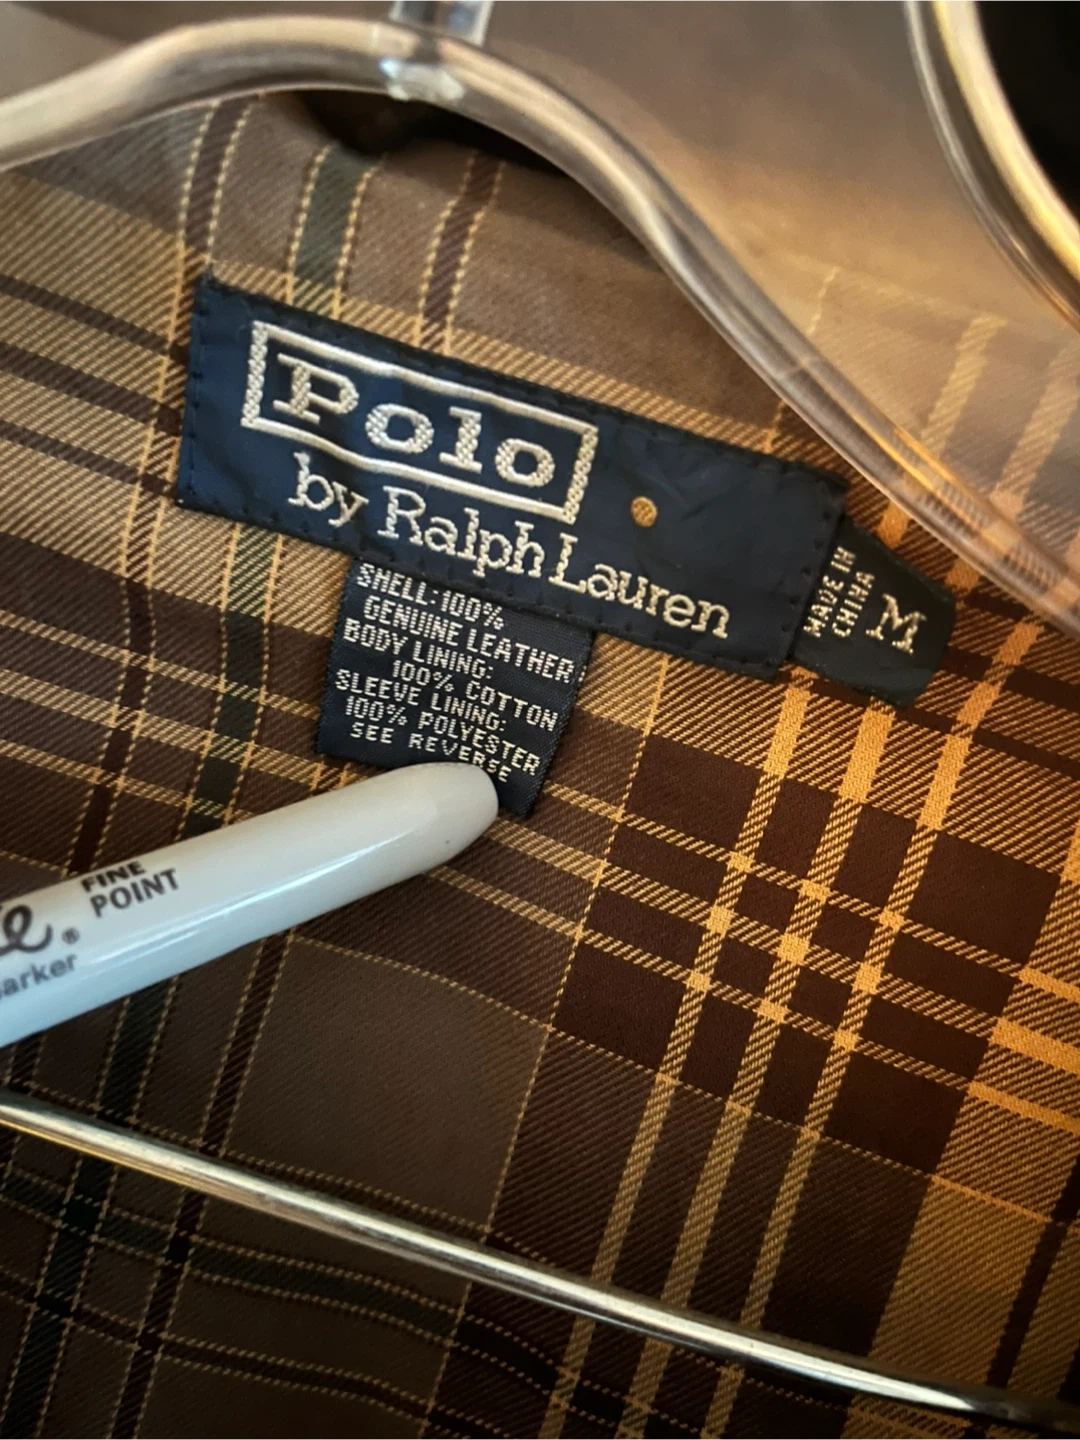 Polo
by Ralph Lauren
MADE IN
CHINA
M
SHELL: 100%
GENUINE LEATHER
BODY LINING:
100% COTTON
SLEEVE LINING:
100% POLYESTER
SEE REVERSE
FINE
POINT